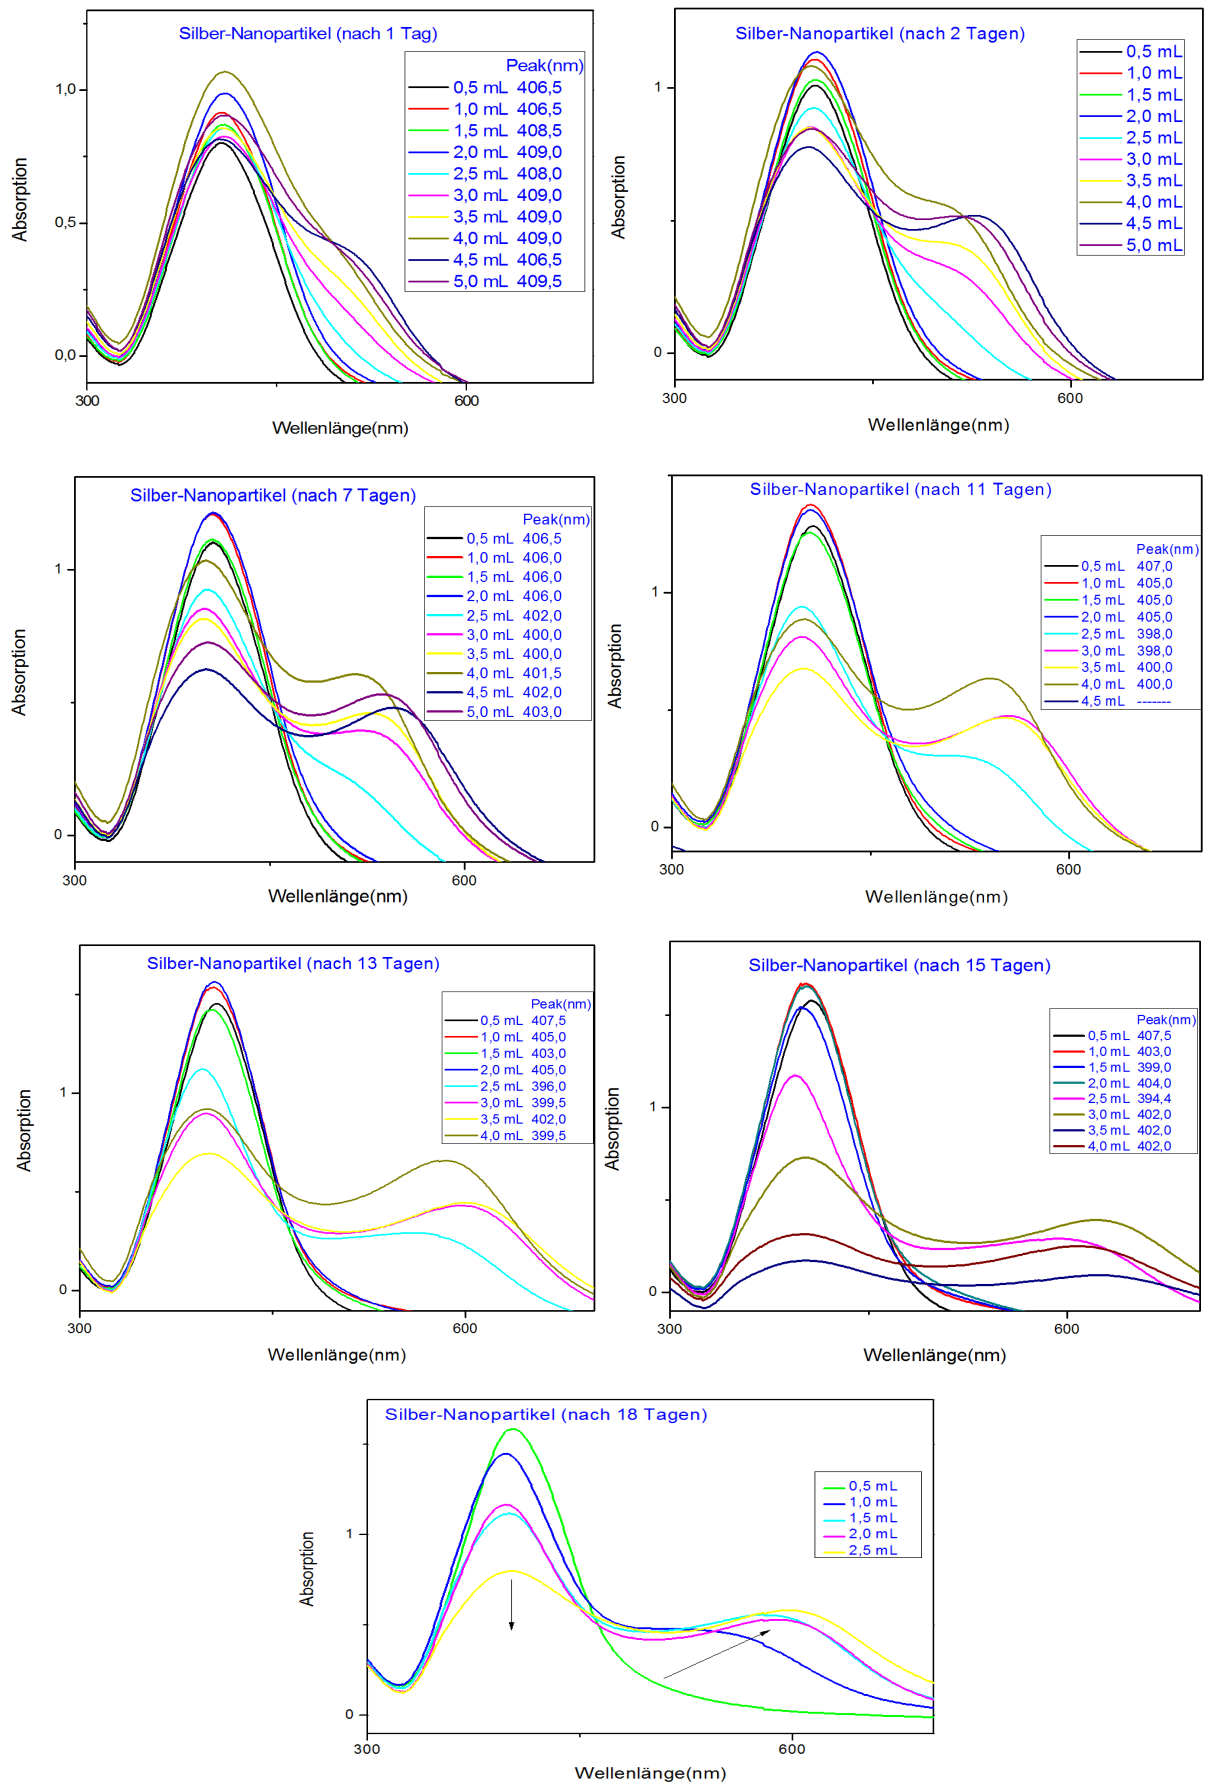 Silber-Nanopartikel (nach 1 Tag)
Peak(nm)
0,5 mL 406,5
1,0 mL 406,5
1,5 mL 408,5
2,0 mL 409,0
2,5 mL 408,0
3,0 mL 409,0
3,5 mL 409,0
4,0 mL 409,0
4,5 mL 406,5
5,0 mL 409,5
1,0
0,5
0,0
300
600
Absorption
Wellenlänge(nm)
Silber-Nanopartikel (nach 2 Tagen)
0,5 mL
1,0 mL
1,5 mL
2,0 mL
2,5 mL
3,0 mL
3,5 mL
4,0 mL
4,5 mL
5,0 mL
1
0
300
600
Absorption
Wellenlänge(nm)
Silber-Nanopartikel (nach 7 Tagen)
Peak(nm)
0,5 mL 406,5
1,0 mL 406,0
1,5 mL 406,0
2,0 mL 406,0
2,5 mL 402,0
3,0 mL 400,0
3,5 mL 400,0
4,0 mL 401,5
4,5 mL 402,0
5,0 mL 403,0
1
0
300
600
Absorption
Wellenlänge(nm)
Silber-Nanopartikel (nach 11 Tagen)
Peak(nm)
0,5 mL 407,0
1,0 mL 405,0
1,5 mL 405,0
2,0 mL 405,0
2,5 mL 398,0
3,0 mL 398,0
3,5 mL 400,0
4,0 mL 400,0
4,5 mL -------
1
0
300
600
Absorption
Wellenlänge(nm)
Silber-Nanopartikel (nach 13 Tagen)
Peak(nm)
0,5 mL 407,5
1,0 mL 405,0
1,5 mL 403,0
2,0 mL 405,0
2,5 mL 396,0
3,0 mL 399,5
3,5 mL 402,0
4,0 mL 399,5
1
0
300
600
Absorption
Wellenlänge(nm)
Silber-Nanopartikel (nach 15 Tagen)
Peak(nm)
0,5 mL 407,5
1,0 mL 403,0
1,5 mL 399,0
2,0 mL 404,0
2,5 mL 394,4
3,0 mL 402,0
3,5 mL 402,0
4,0 mL 402,0
1
0
300
600
Absorption
Wellenlänge(nm)
Silber-Nanopartikel (nach 18 Tagen)
0,5 mL
1,0 mL
1,5 mL
2,0 mL
2,5 mL
1
0
300
600
Absorption
Wellenlänge(nm)